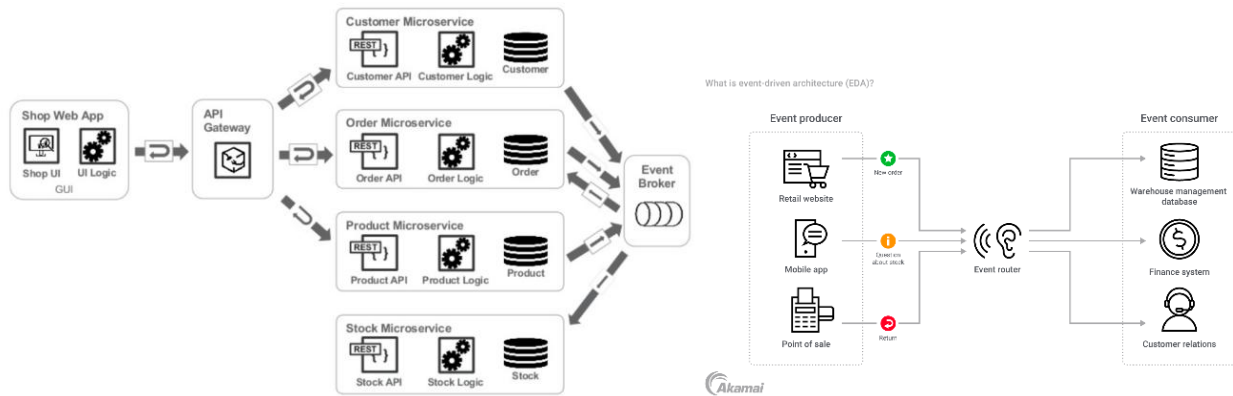 Customer Microservice
REST
Customer API
Customer Logic
Customer
Shop Web App
Shop UI
UI Logic
GUI
API
Gateway
Order Microservice
REST
Order API
Order Logic
Order
Event
Broker
Product Microservice
REST
Product API
Product Logic
Product
Stock Microservice
REST
Stock API
Stock Logic
Stock
What is event-driven architecture (EDA)?
Event producer
Event consumer
Retail website
New order
Warehouse management
database
Mobile app
Question
about stock
Event router
Finance system
Point of sale
Return
Customer relations
Akamai